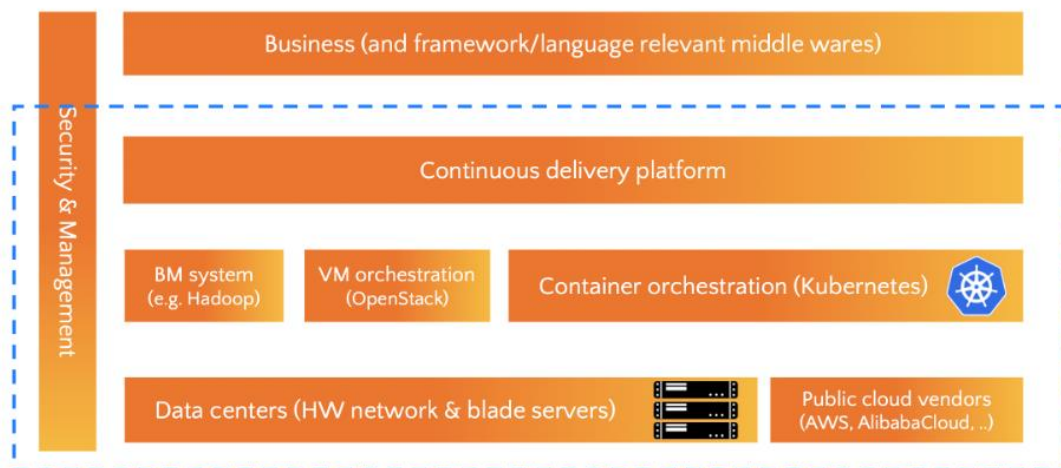 Business (and framework/language relevant middle wares)
Security & Management
Continuous delivery platform
BM system
(e.g. Hadoop)
VM orchestration
(OpenStack)
Container orchestration (Kubernetes)
Data centers (HW network & blade servers)
Public cloud vendors
(AWS, AlibabaCloud, ..)